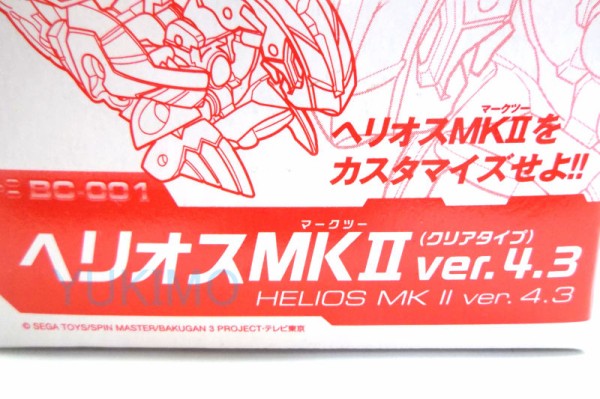 マークツー
ヘリオスMKⅡを
カスタマイズせよ!!
BC-001
マークツー
ヘリオスMKⅡ(クリアタイプ) ver.4.3
YUKIMO
HELIOS MK II ver. 4.3
© SEGA TOYS/SPIN MASTER/BAKUGAN 3 PROJECT・テレビ東京